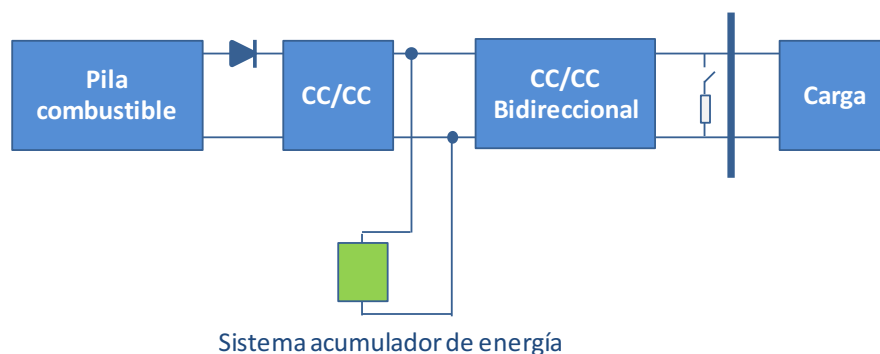 Pila
combustible
CC/CC
CC/CC
Bidireccional
Carga
Sistema acumulador de energía